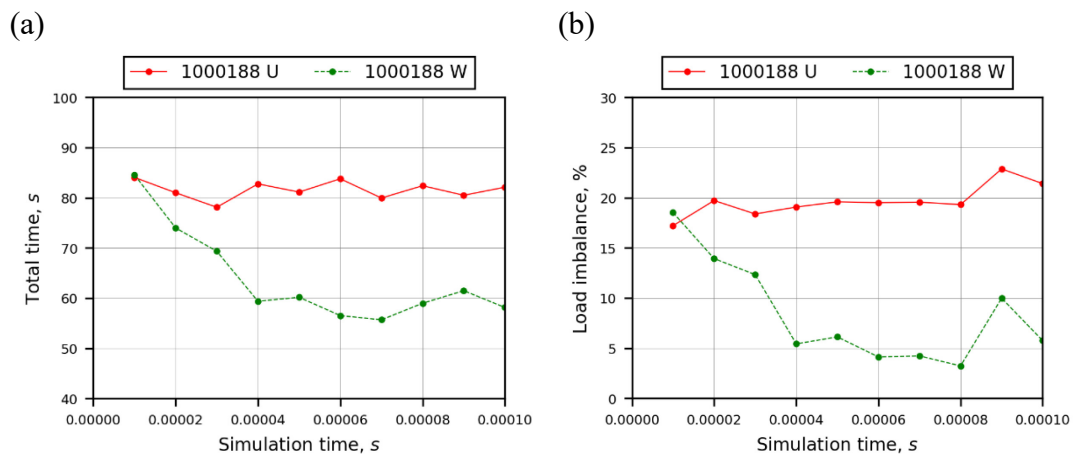 (a)
1000188 U
1000188 W
100
90
80
70
60
50
40
Total time, s
0.00000
0.00002
0.00004
0.00006
0.00008
0.00010
Simulation time, s
(b)
1000188 U
1000188 W
30
25
20
15
10
5
0
Load imbalance, %
0.00000
0.00002
0.00004
0.00006
0.00008
0.00010
Simulation time, s